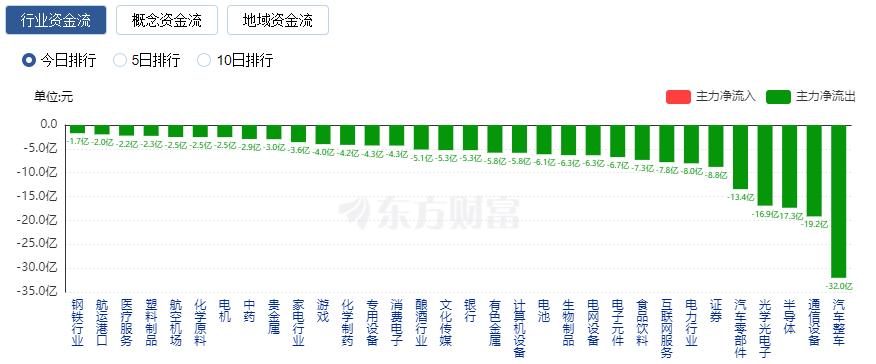 行业资金流
概念资金流
地域资金流
今日排行
5日排行
10日排行
单位:元
主力净流入
主力净流出
0.0
-5.0亿
-10.0亿
-15.0亿
-20.0亿
-25.0亿
-30.0亿
-35.0亿
-1.7亿
-2.0亿
-2.2亿
-2.3亿
-2.5亿
-2.5亿
-2.5亿
-2.9亿
-3.0亿
-3.6亿
-4.0亿
-4.2亿
-4.3亿
-4.3亿
-5.1亿
-5.3亿
-5.3亿
-5.8亿
-5.8亿
-6.1亿
-6.3亿
-6.3亿
-6.7亿
-7.3亿
-7.8亿
-8.0亿
-8.8亿
-13.4亿
-16.9亿
-17.3亿
-19.2亿
-32.0亿
东方财富
钢铁行业
航运港口
医疗服务
塑料制品
航空机场
化学原料
电机
中药
贵金属
家电行业
游戏
化学制药
专用设备
消费电子
酿酒行业
文化传媒
银行
有色金属
计算机设备
电池
生物制品
电网设备
电子元件
食品饮料
互联网服务
电力行业
证券
汽车零部件
光学光电子
半导体
通信设备
汽车整车